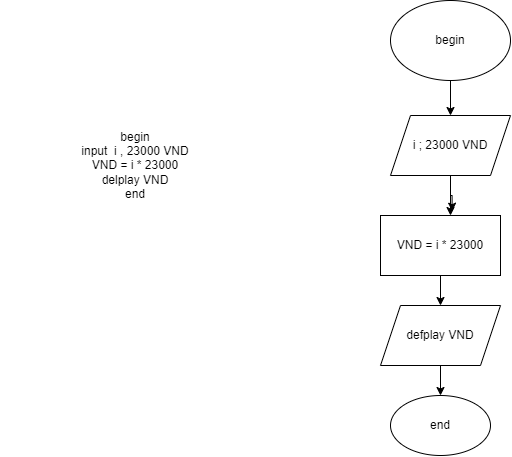 begin
input i , 23000 VND
VND = i * 23000
delplay VND
end
begin
i ; 23000 VND
VND = i * 23000
defplay VND
end